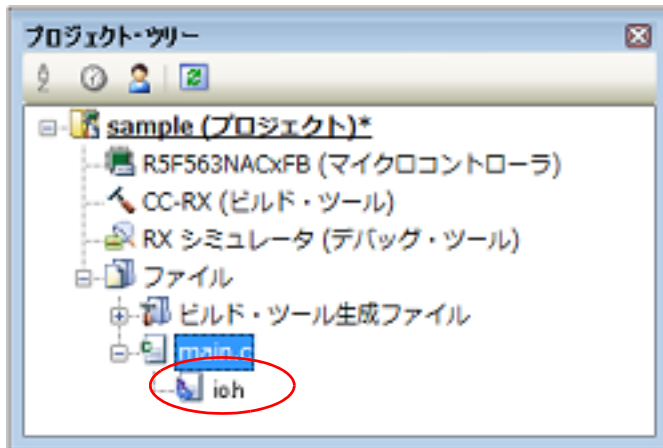 プロジェクト・ツリー
sample (プロジェクト)*
R5F563NACxFB (マイクロコントローラ)
CC-RX (ビルド・ツール)
RX シミュレータ (デバッグ・ツール)
ファイル
ビルド・ツール生成ファイル
main.c
ioh